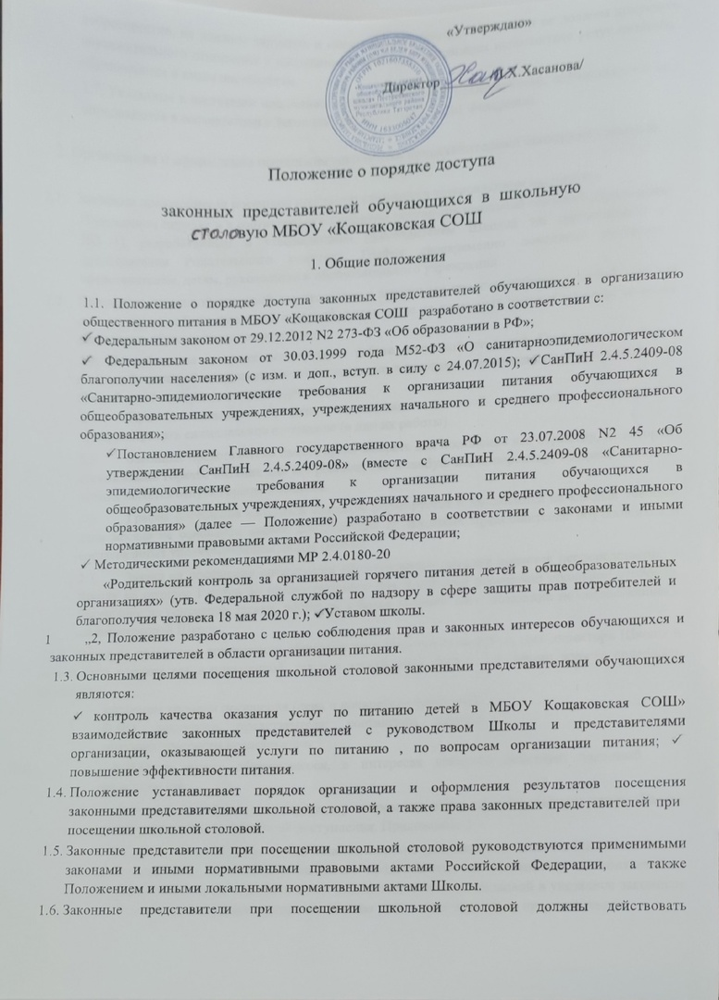 «Утверждаю»
Директор Х.Хасанова/
Положение о порядке доступа
законных представителей обучающихся в школьную
столовую МБОУ «Кощаковская СОШ
1. Общие положения
1.1. Положение о порядке доступа законных представителей обучающихся в организацию
общественного питания в МБОУ «Кощаковская СОШ разработано в соответствии с:
✓Федеральным законом от 29.12.2012 N2 273-ФЗ «Об образовании в РФ»;
✓ Федеральным законом от 30.03.1999 года М52-ФЗ «О санитарноэпидемиологическом
благополучии населения» (с изм. и доп., вступ. в силу с 24.07.2015); ✓СанПиН 2.4.5.2409-08
«Санитарно-эпидемиологические требования к организации питания обучающихся в
общеобразовательных учреждениях, учреждениях начального и среднего профессионального
образования»;
✓Постановлением Главного государственного врача РФ от 23.07.2008 N2 45 «Об
утверждении СанПиН 2.4.5.2409-08» (вместе с СанПиН 2.4.5.2409-08 «Санитарно-
эпидемиологические требования к организации питания обучающихся в
общеобразовательных учреждениях, учреждениях начального и среднего профессионального
образования» (далее — Положение) разработано в соответствии с законами и иными
нормативными правовыми актами Российской Федерации;
✓ Методическими рекомендациями МР 2.4.0180-20
«Родительский контроль за организацией горячего питания детей в общеобразовательных
организациях» (утв. Федеральной службой по надзору в сфере защиты прав потребителей и
благополучия человека 18 мая 2020 г.); ✓Уставом школы.
1 „2, Положение разработано с целью соблюдения прав и законных интересов обучающихся и
законных представителей в области организации питания.
1.3. Основными целями посещения школьной столовой законными представителями обучающихся
являются:
✓ контроль качества оказания услуг по питанию детей в МБОУ Кощаковская СОШ»
взаимодействие законных представителей с руководством Школы и представителями
организации, оказывающей услуги по питанию , по вопросам организации питания; ✓
повышение эффективности питания.
1.4. Положение устанавливает порядок организации и оформления результатов посещения
законными представителями школьной столовой, а также права законных представителей при
посещении школьной столовой.
1.5. Законные представители при посещении школьной столовой руководствуются применимыми
законами и иными нормативными правовыми актами Российской Федерации, а также
Положением и иными локальными нормативными актами Школы.
1.6. Законные представители при посещении школьной столовой должны действовать